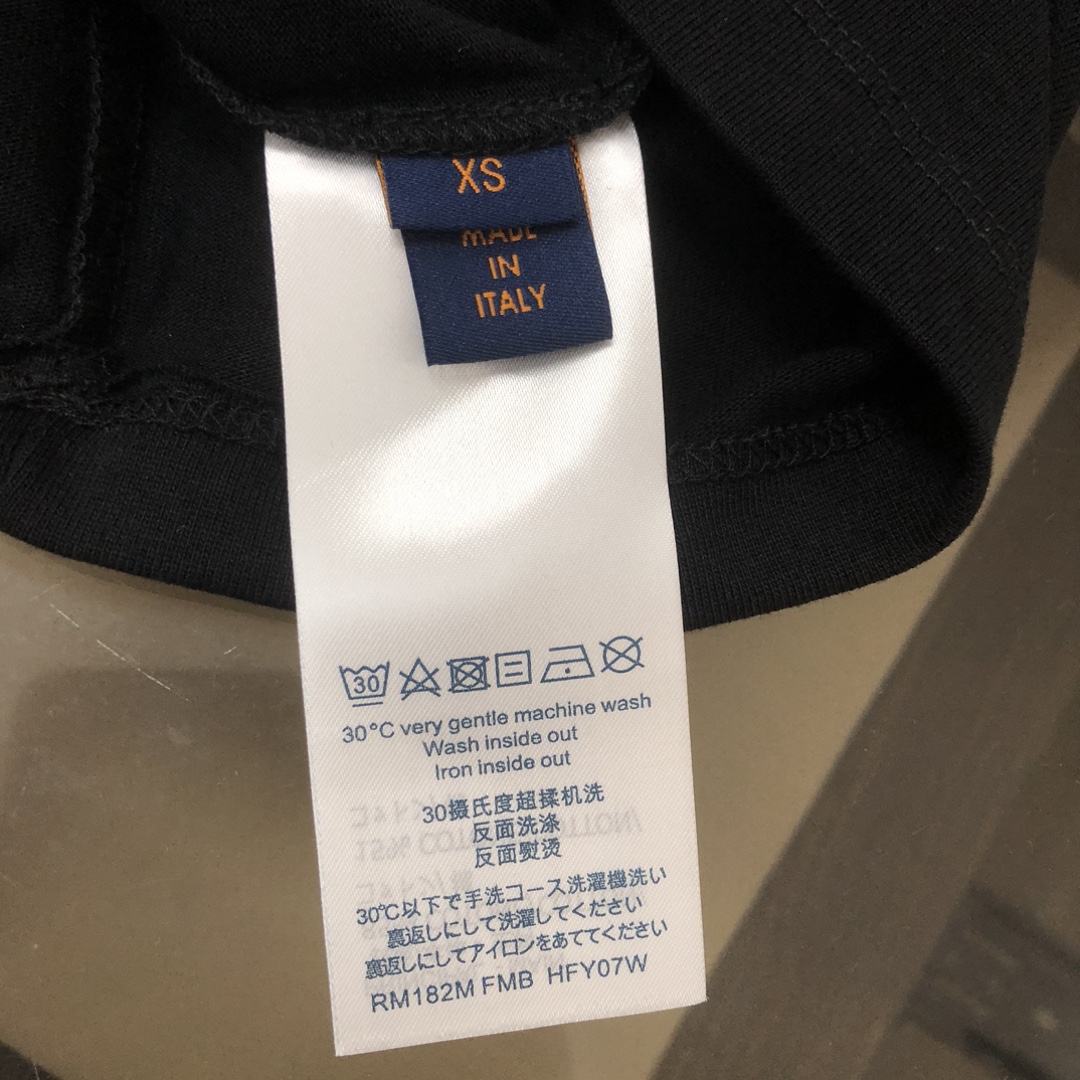 XS
MADE
IN
ITALY
30
30°C very gentle machine wash
Wash inside out
Iron inside out
30摄氏度超揉机洗
反面洗涤
反面熨烫
30℃以下で手洗コース洗濯機洗い
裏返しにして洗濯してください
裏返しにしてアイロンをあててください
RM182M FMB HFY07W